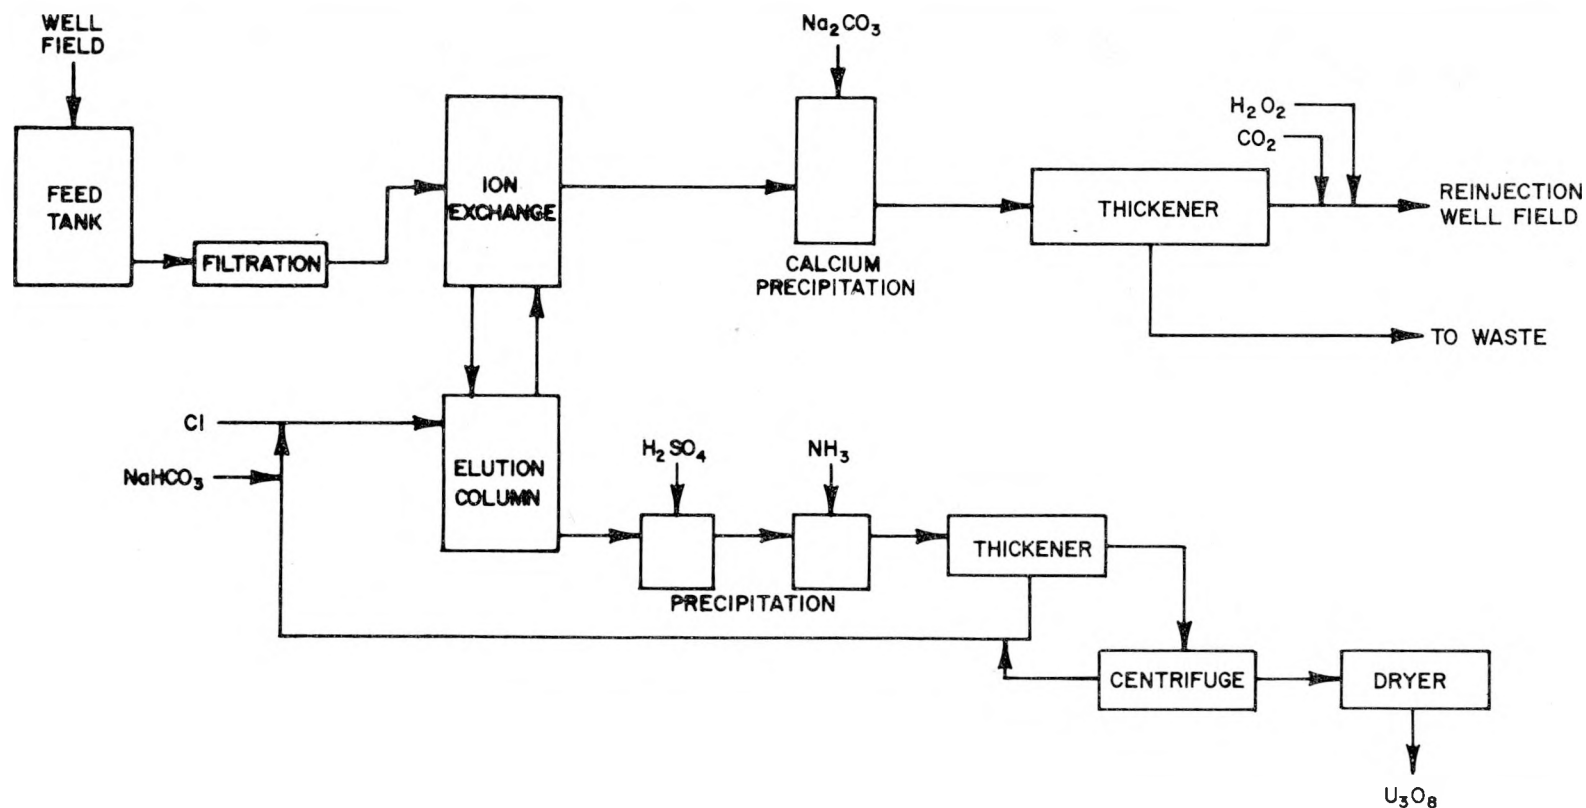 WELL
FIELD
FEED
TANK
FILTRATION
ION
EXCHANGE
Na₂CO₃
CALCIUM
PRECIPITATION
THICKENER
H₂O₂
CO₂
REINJECTION
WELL FIELD
TO WASTE
Cl
NaHCO₃
ELUTION
COLUMN
H₂SO₄
NH₃
PRECIPITATION
THICKENER
CENTRIFUGE
DRYER
U₃O₈